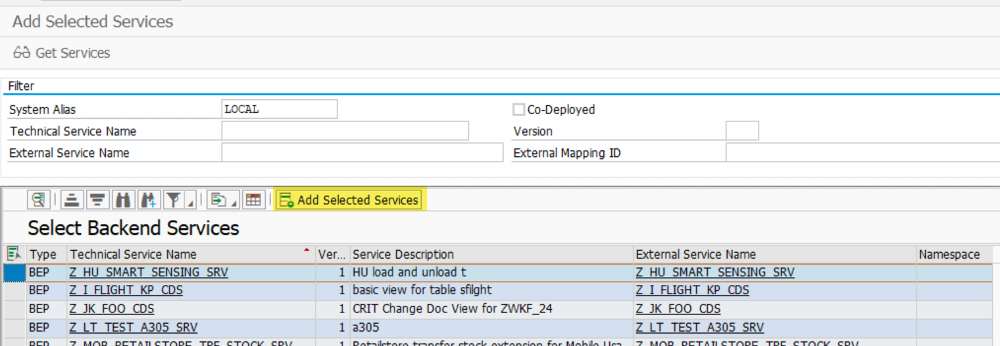 Add Selected Services
Get Services
Filter
System Alias LOCAL Co-Deployed
Technical Service Name Version
External Service Name External Mapping ID
Add Selected Services
Select Backend Services
Type Technical Service Name Ver... Service Description External Service Name Namespace
BEP Z_HU_SMART_SENSING_SRV 1 HU load and unload t Z_HU_SMART_SENSING_SRV
BEP Z_I_FLIGHT_KP_CDS 1 basic view for table sflight Z_I_FLIGHT_KP_CDS
BEP Z_JK_FOO_CDS 1 CRIT Change Doc View for ZWKF_24 Z_JK_FOO_CDS
BEP Z_LT_TEST_A305_SRV 1 a305 Z_LT_TEST_A305_SRV
BEP Z_MOB_RETAILSTORE_TRF_STOCK_SRV 1 Retailstore transfer stock extension for Mobile Usa Z_MOB_RETAILSTORE_TRF_STOCK_SRV